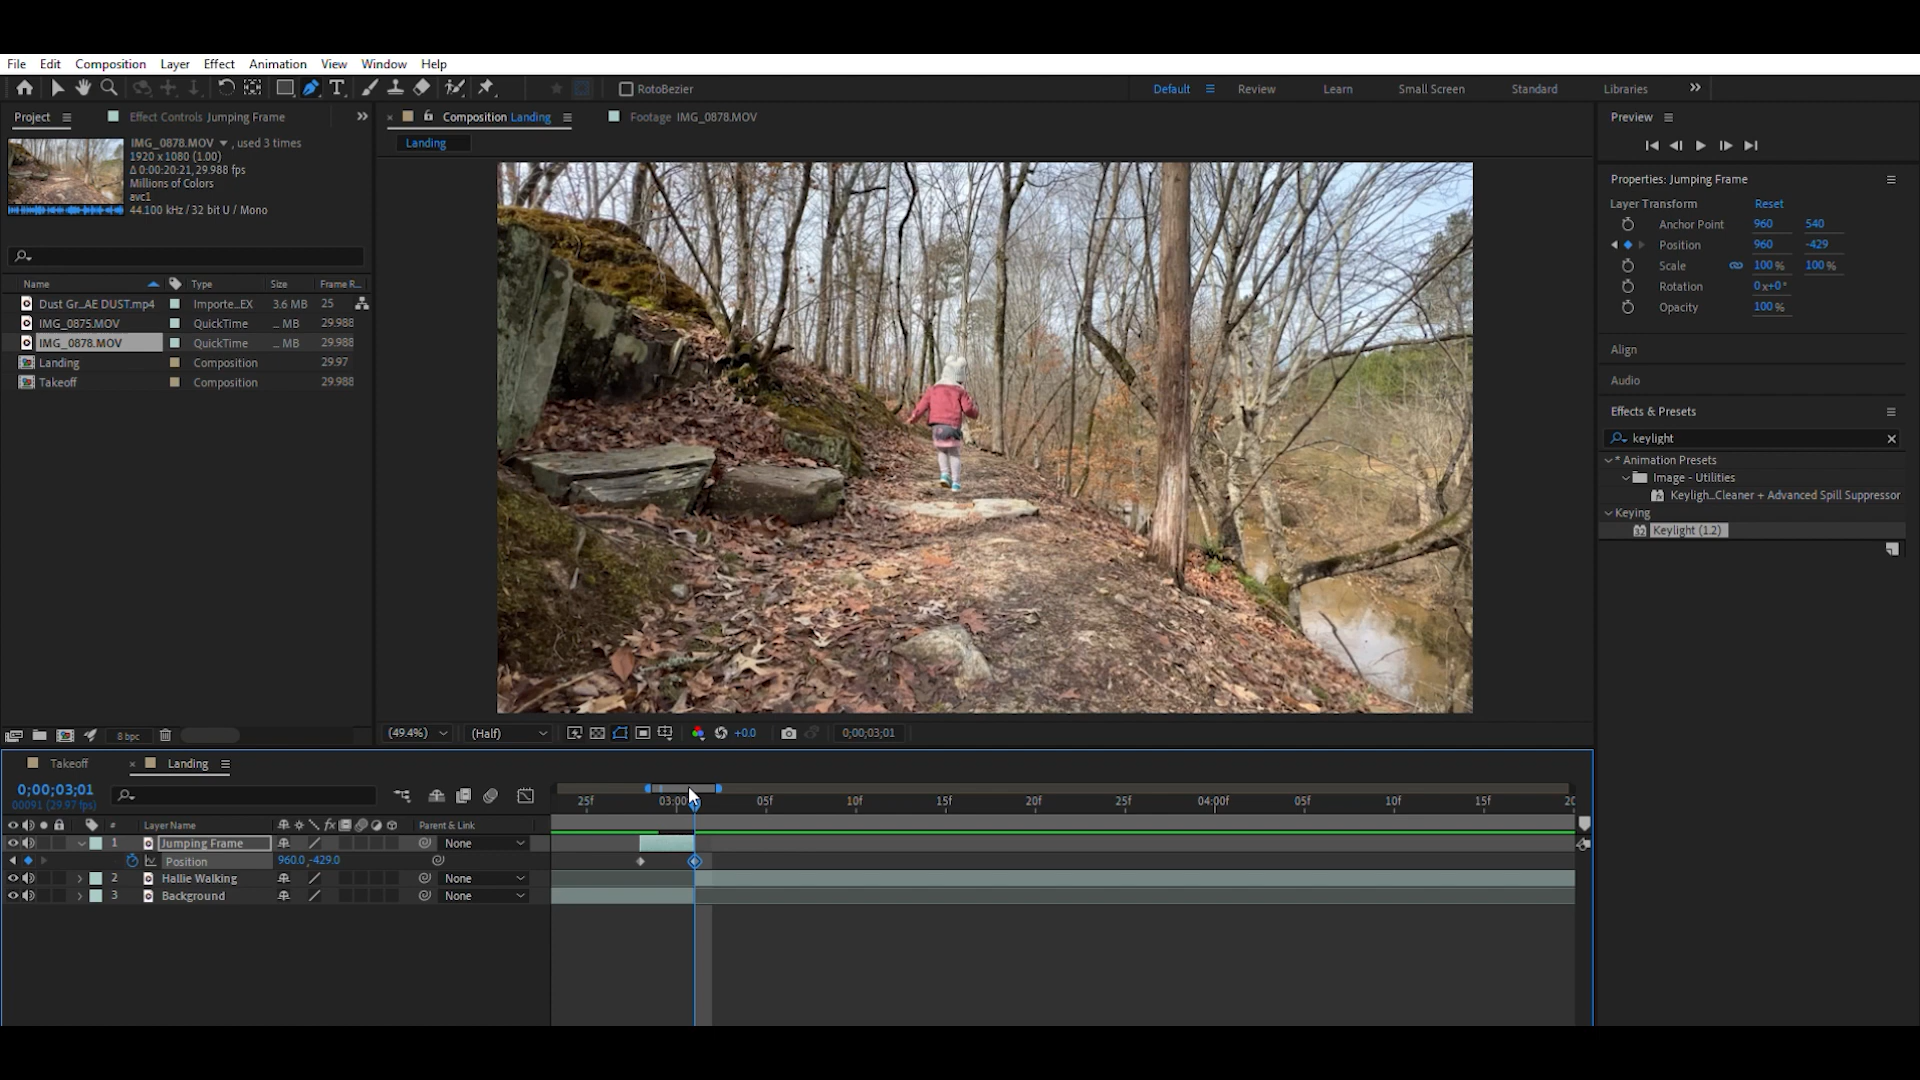 File Edit Composition Layer Effect Animation View Window Help
RotoBezier
Default Review Learn Small Screen Standard Libraries
Project Effect Controls Jumping Frame
IMG_0878.MOV , used 3 times
1920 x 1080 (1.00)
Δ 0:00:20:21, 29.988 fps
Millions of Colors
avc1
44.100 kHz / 32 bit U / Mono
Name Type Size Frame R...
Dust Gr...AE DUST.mp4 Importe...EX 3.6 MB 25
IMG_0875.MOV QuickTime ... MB 29.988
IMG_0878.MOV QuickTime ... MB 29.988
Landing Composition 29.97
Takeoff Composition 29.988
8 bpc
Composition Landing Footage IMG_0878.MOV
Landing
(49.4%) (Half) +0.0 0;00;03;01
Preview
Properties: Jumping Frame
Layer Transform Reset
Anchor Point 960 540
Position 960 -429
Scale 100 % 100 %
Rotation 0x+0°
Opacity 100 %
Align
Audio
Effects & Presets
keylight
* Animation Presets
Image - Utilities
Keyligh...Cleaner + Advanced Spill Suppressor
Keying
32 Keylight (1.2)
Takeoff Landing
0;00;03;01
00091 (29.97 fps)
25f 03:00 05f 10f 15f 20f 25f 04:00f 05f 10f 15f 20
# Layer Name fx Parent & Link
1 Jumping Frame None
Position 960.0,-429.0
2 Hallie Walking None
3 Background None